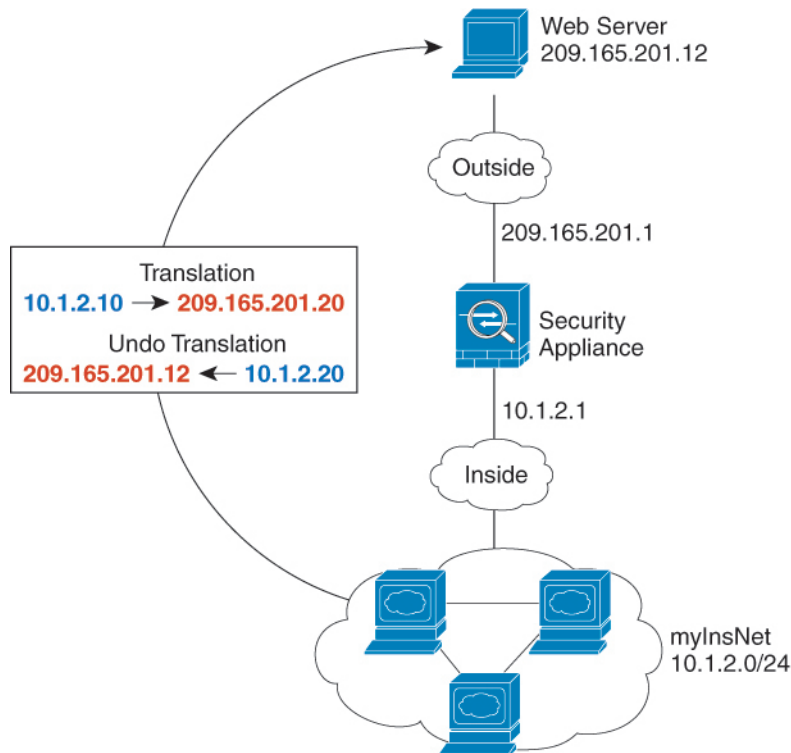 Web Server
209.165.201.12
Outside
209.165.201.1
Translation
10.1.2.10 → 209.165.201.20
Undo Translation
209.165.201.12 ← 10.1.2.20
Security
Appliance
10.1.2.1
Inside
myInsNet
10.1.2.0/24